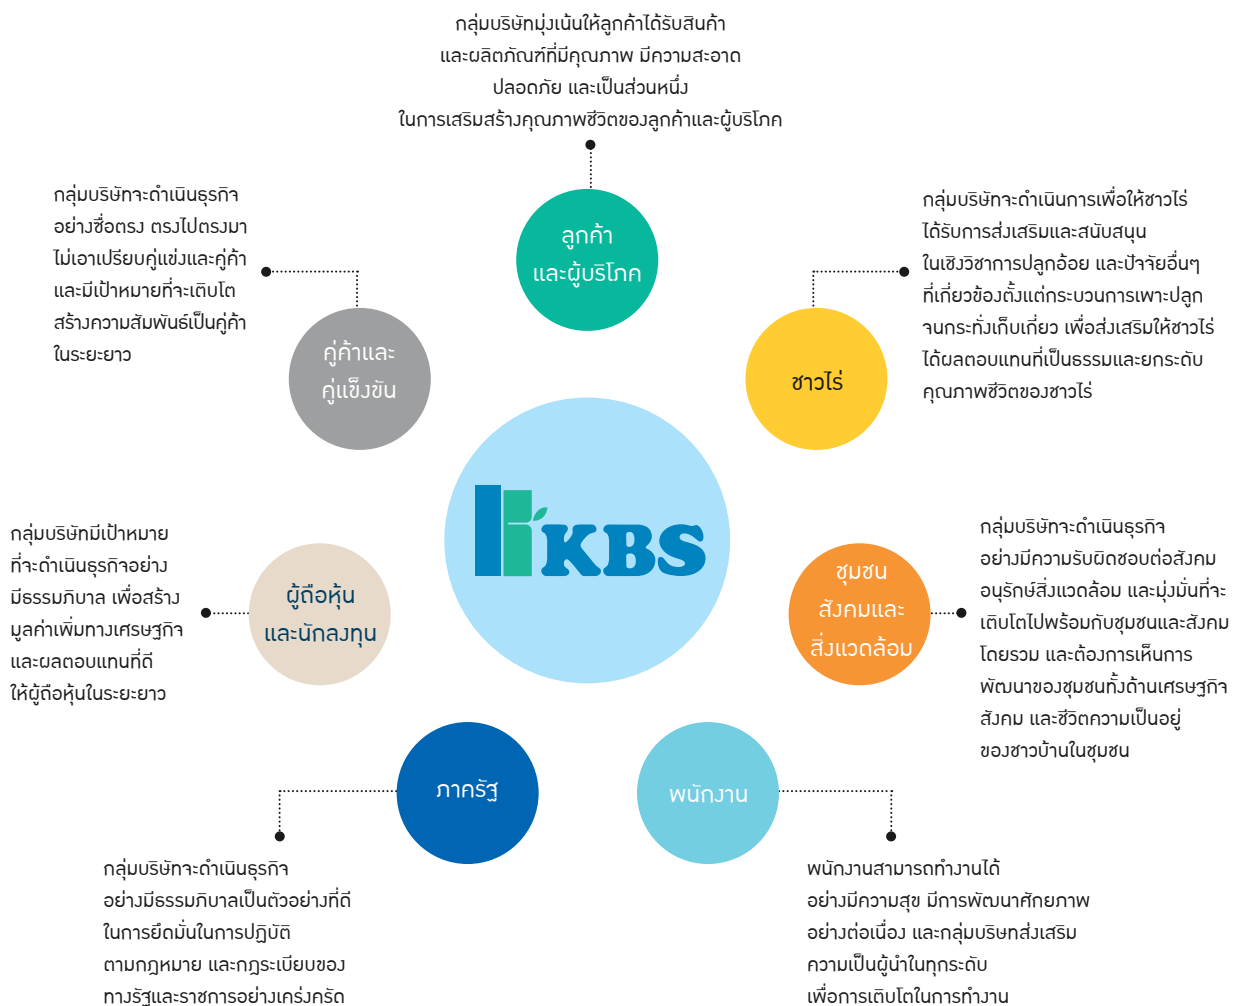 กลุ่มบริษัทมุ่งเน้นให้ลูกค้าได้รับสินค้า
และผลิตภัณฑ์ที่มีคุณภาพ มีความสะอาด
ปลอดภัย และเป็นส่วนหนึ่ง
ในการเสริมสร้างคุณภาพชีวิตของลูกค้าและผู้บริโภค
ลูกค้า
และผู้บริโภค
กลุ่มบริษัทจะดำเนินธุรกิจ
อย่างซื่อตรง ตรงไปตรงมา
ไม่เอาเปรียบคู่แข่งและคู่ค้า
และมีเป้าหมายที่จะเติบโต
สร้างความสัมพันธ์เป็นคู่ค้า
ในระยะยาว
คู่ค้าและ
คู่แข็งขัน
กลุ่มบริษัทจะดำเนินการเพื่อให้ชาวไร่
ได้รับการส่งเสริมและสนับสนุน
ในเชิงวิชาการปลูกอ้อย และปัจจัยอื่นๆ
ที่เกี่ยวข้องตั้งแต่กระบวนการเพาะปลูก
จนกระทั่งเก็บเกี่ยว เพื่อส่งเสริมให้ชาวไร่
ได้ผลตอบแทนที่เป็นธรรมและยกระดับ
คุณภาพชีวิตของชาวไร่
ชาวไร่
KBS
กลุ่มบริษัทมีเป้าหมาย
ที่จะดำเนินธุรกิจอย่าง
มีธรรมภิบาล เพื่อสร้าง
มูลค่าเพิ่มทางเศรษฐกิจ
และผลตอบแทนที่ดี
ให้ผู้ถือหุ้นในระยะยาว
ผู้ถือหุ้น
และนักลงทุน
ชุมชน
สังคมและ
สิ่งแวดล้อม
กลุ่มบริษัทจะดำเนินธุรกิจ
อย่างมีความรับผิดชอบต่อสังคม
อนุรักษ์สิ่งแวดล้อม และมุ่งมั่นที่จะ
เติบโตไปพร้อมกับชุมชนและสังคม
โดยรวม และต้องการเห็นการ
พัฒนาของชุมชนทั้งด้านเศรษฐกิจ
สังคม และชีวิตความเป็นอยู่
ของชาวบ้านในชุมชน
ภาครัฐ
กลุ่มบริษัทจะดำเนินธุรกิจ
อย่างมีธรรมภิบาลเป็นตัวอย่างที่ดี
ในการยึดมั่นในการปฏิบัติ
ตามกฎหมาย และกฎระเบียบของ
ทางรัฐและราชการอย่างเคร่งครัด
พนักงาน
พนักงานสามารถทำงานได้
อย่างมีความสุข มีการพัฒนาศักยภาพ
อย่างต่อเนื่อง และกลุ่มบริษทส่งเสริม
ความเป็นผู้นำในทุกระดับ
เพื่อการเติบโตในการทำงาน